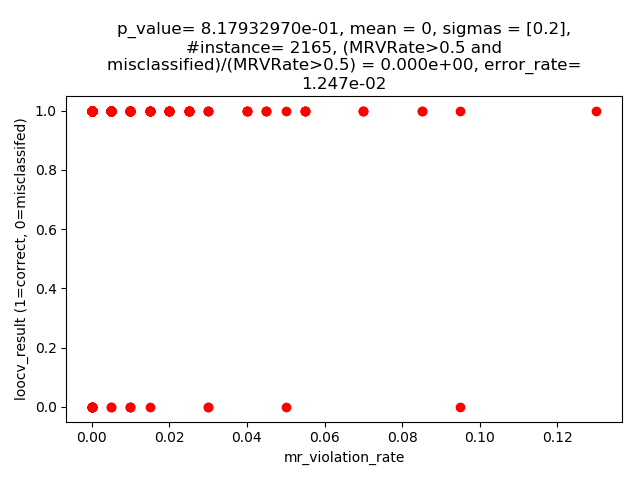 p_value= 8.17932970e-01, mean = 0, sigmas = [0.2],
#instance= 2165, (MRVRate>0.5 and
misclassified)/(MRVRate>0.5) = 0.000e+00, error_rate=
1.247e-02
loocv_result (1=correct, 0=misclassifed)
1.0
0.8
0.6
0.4
0.2
0.0
0.00 0.02 0.04 0.06 0.08 0.10 0.12
mr_violation_rate